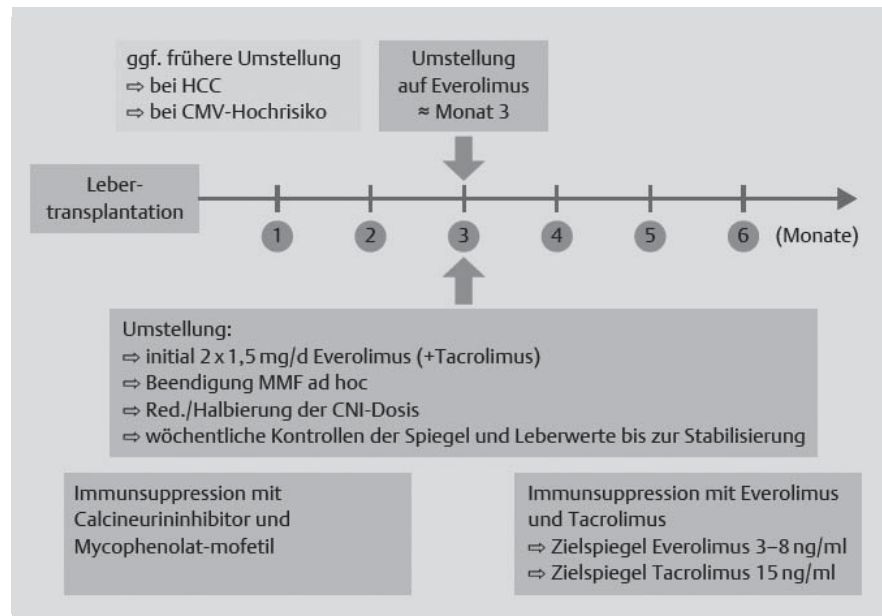 ggf. frühere Umstellung
⇨ bei HCC
⇨ bei CMV-Hochrisiko
Umstellung
auf Everolimus
≈ Monat 3
Leber-
transplantation
1 2 3 4 5 6 (Monate)
Umstellung:
⇨ initial 2 x 1,5 mg/d Everolimus (+Tacrolimus)
⇨ Beendigung MMF ad hoc
⇨ Red./Halbierung der CNI-Dosis
⇨ wöchentliche Kontrollen der Spiegel und Leberwerte bis zur Stabilisierung
Immunsuppression mit
Calcineurininhibitor und
Mycophenolat-mofetil
Immunsuppression mit Everolimus
und Tacrolimus
⇨ Zielspiegel Everolimus 3–8 ng/ml
⇨ Zielspiegel Tacrolimus 15 ng/ml